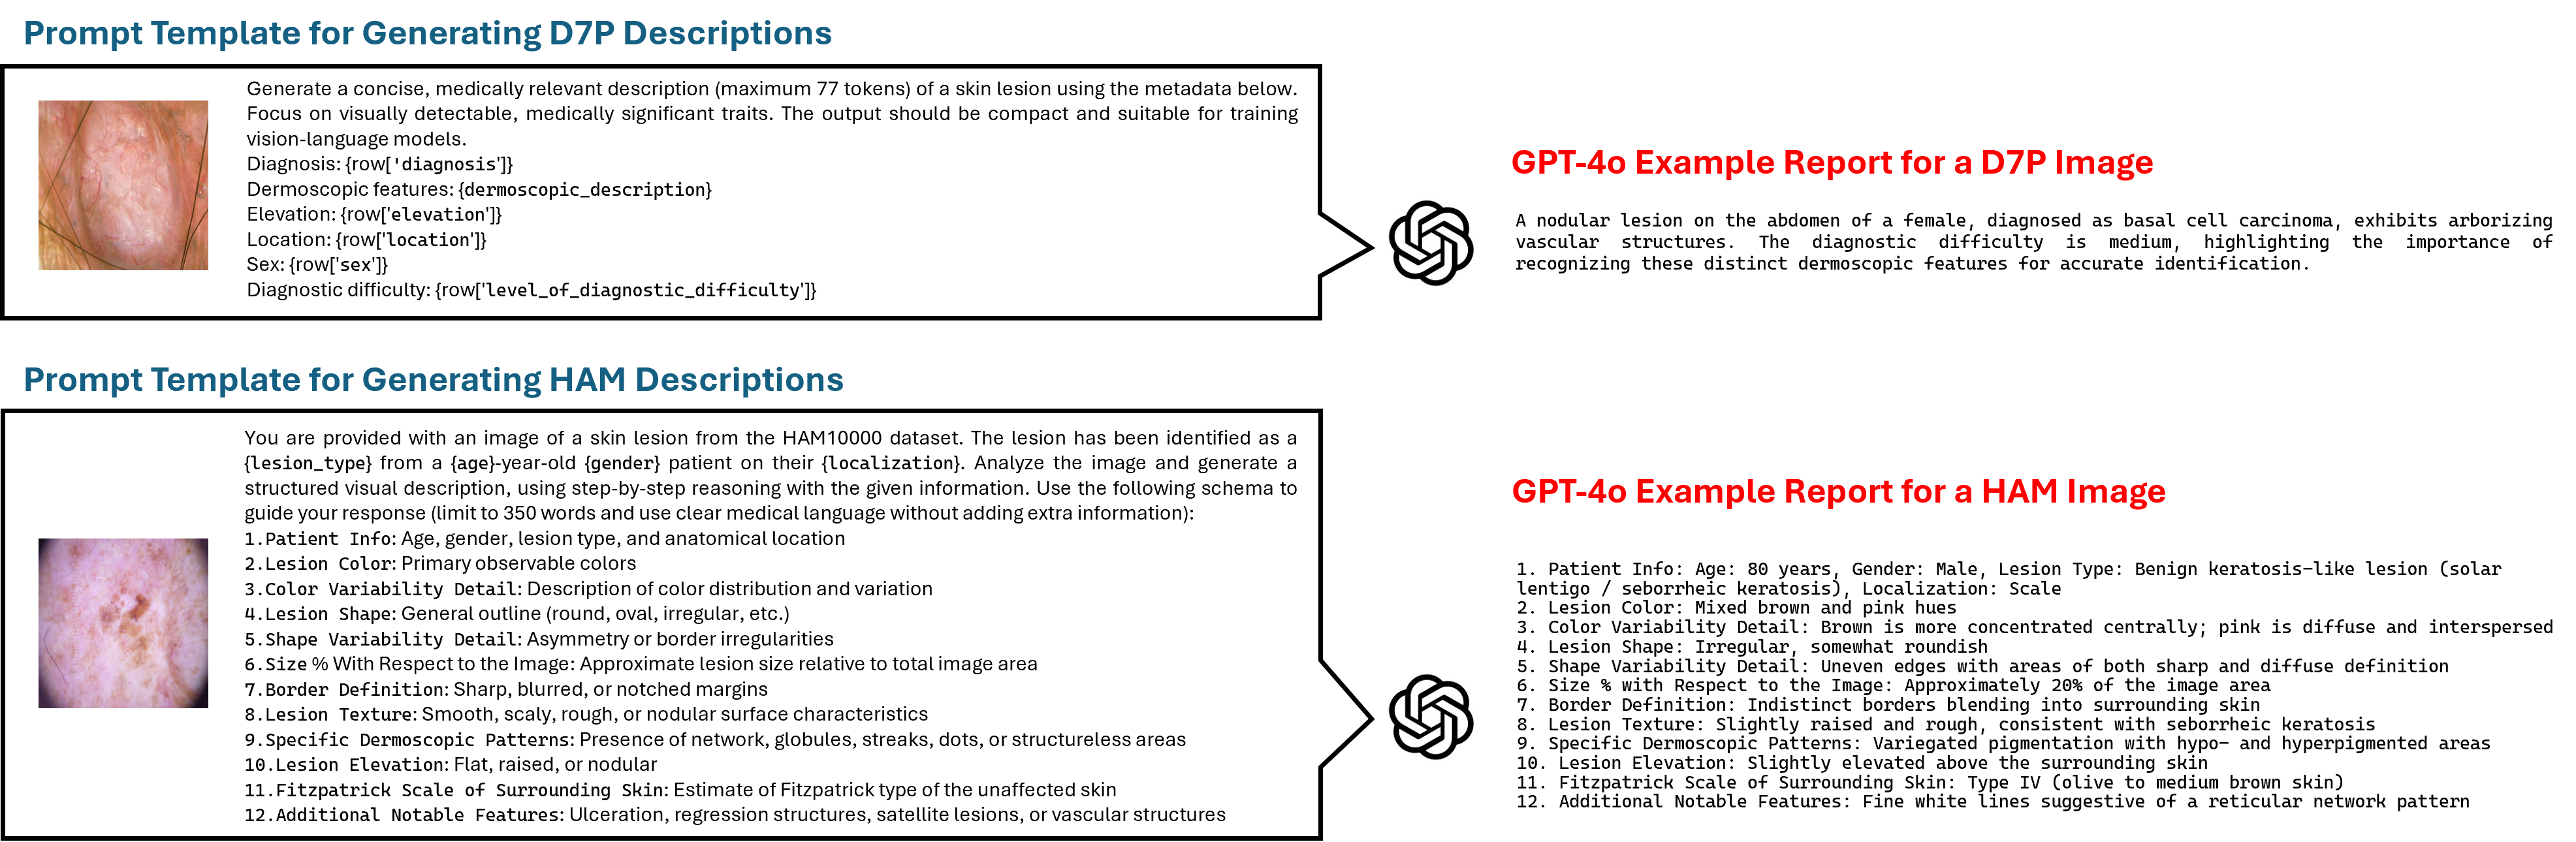 Prompt Template for Generating D7P Descriptions
Generate a concise, medically relevant description (maximum 77 tokens) of a skin lesion using the metadata below.
Focus on visually detectable, medically significant traits. The output should be compact and suitable for training
vision-language models.
Diagnosis: {row['diagnosis']}
Dermoscopic features: {dermoscopic_description}
Elevation: {row['elevation']}
Location: {row['location']}
Sex: {row['sex']}
Diagnostic difficulty: {row['level_of_diagnostic_difficulty']}
GPT-4o Example Report for a D7P Image
A nodular lesion on the abdomen of a female, diagnosed as basal cell carcinoma, exhibits arborizing
vascular structures. The diagnostic difficulty is medium, highlighting the importance of
recognizing these distinct dermoscopic features for accurate identification.
Prompt Template for Generating HAM Descriptions
You are provided with an image of a skin lesion from the HAM10000 dataset. The lesion has been identified as a
{lesion_type} from a {age}-year-old {gender} patient on their {localization}. Analyze the image and generate a
structured visual description, using step-by-step reasoning with the given information. Use the following schema to
guide your response (limit to 350 words and use clear medical language without adding extra information):
1.Patient Info: Age, gender, lesion type, and anatomical location
2.Lesion Color: Primary observable colors
3.Color Variability Detail: Description of color distribution and variation
4.Lesion Shape: General outline (round, oval, irregular, etc.)
5.Shape Variability Detail: Asymmetry or border irregularities
6.Size % With Respect to the Image: Approximate lesion size relative to total image area
7.Border Definition: Sharp, blurred, or notched margins
8.Lesion Texture: Smooth, scaly, rough, or nodular surface characteristics
9.Specific Dermoscopic Patterns: Presence of network, globules, streaks, dots, or structureless areas
10.Lesion Elevation: Flat, raised, or nodular
11.Fitzpatrick Scale of Surrounding Skin: Estimate of Fitzpatrick type of the unaffected skin
12.Additional Notable Features: Ulceration, regression structures, satellite lesions, or vascular structures
GPT-4o Example Report for a HAM Image
1. Patient Info: Age: 80 years, Gender: Male, Lesion Type: Benign keratosis-like lesion (solar
lentigo / seborrheic keratosis), Localization: Scale
2. Lesion Color: Mixed brown and pink hues
3. Color Variability Detail: Brown is more concentrated centrally; pink is diffuse and interspersed
4. Lesion Shape: Irregular, somewhat roundish
5. Shape Variability Detail: Uneven edges with areas of both sharp and diffuse definition
6. Size % with Respect to the Image: Approximately 20% of the image area
7. Border Definition: Indistinct borders blending into surrounding skin
8. Lesion Texture: Slightly raised and rough, consistent with seborrheic keratosis
9. Specific Dermoscopic Patterns: Variegated pigmentation with hypo- and hyperpigmented areas
10. Lesion Elevation: Slightly elevated above the surrounding skin
11. Fitzpatrick Scale of Surrounding Skin: Type IV (olive to medium brown skin)
12. Additional Notable Features: Fine white lines suggestive of a reticular network pattern